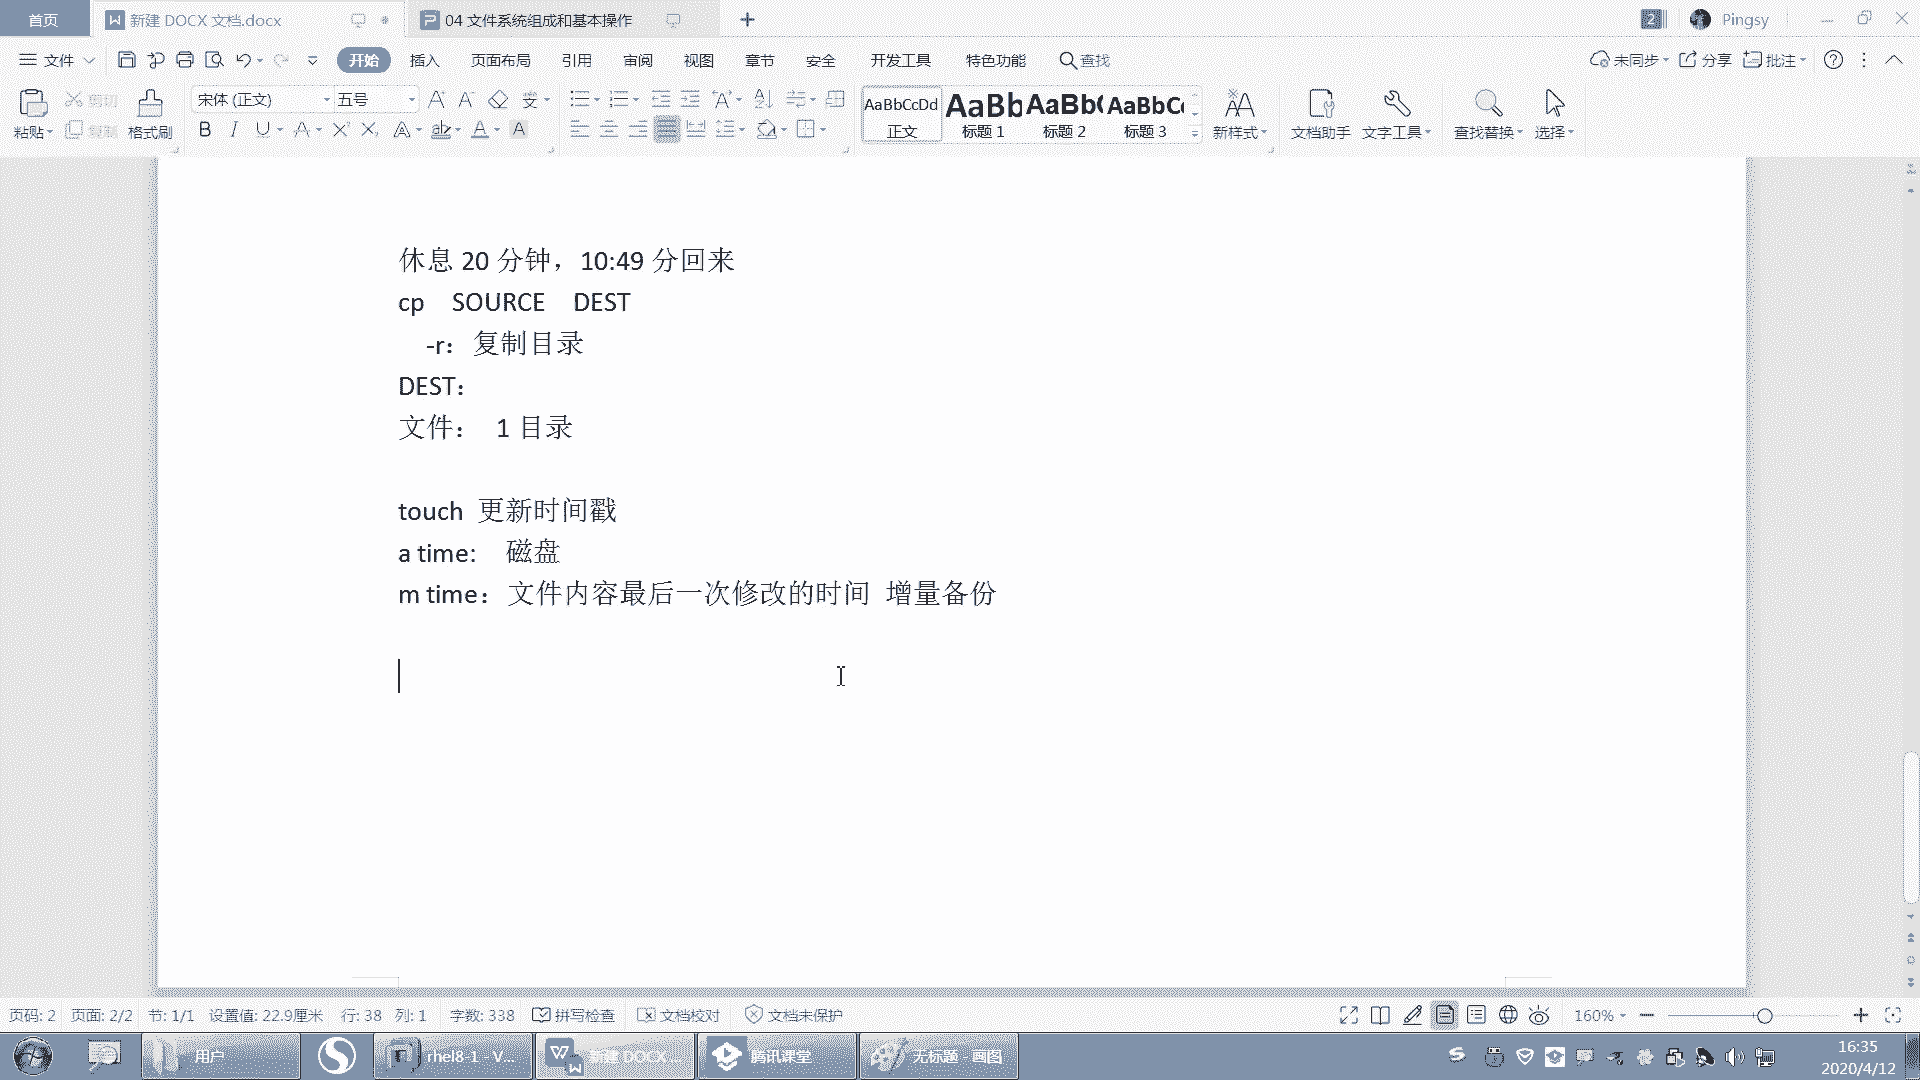 首页 新建 DOCX 文档.docx 04 文件系统组成和基本操作 2 Pingsy
文件 开始 插入 页面布局 引用 审阅 视图 章节 安全 开发工具 特色功能 查找 未同步 分享 批注
粘贴 剪切 复制 格式刷 宋体 (正文) 五号 AaBbCcDd 正文 AaBb 标题 1 AaBb( 标题 2 AaBbC 标题 3 新样式 文档助手 文字工具 查找替换 选择
休息 20 分钟，10:49 分回来
cp SOURCE DEST
-r：复制目录
DEST：
文件： 1 目录
touch 更新时间戳
a time: 磁盘
m time：文件内容最后一次修改的时间 增量备份
页码: 2 页面: 2/2 节: 1/1 设置值: 22.9厘米 行: 38 列: 1 字数: 338 拼写检查 文档校对 文档未保护 160%
用户 rhel8-1 - V... 新建 DOCX... 腾讯课堂 无标题 - 画图 16:35
2020/4/12